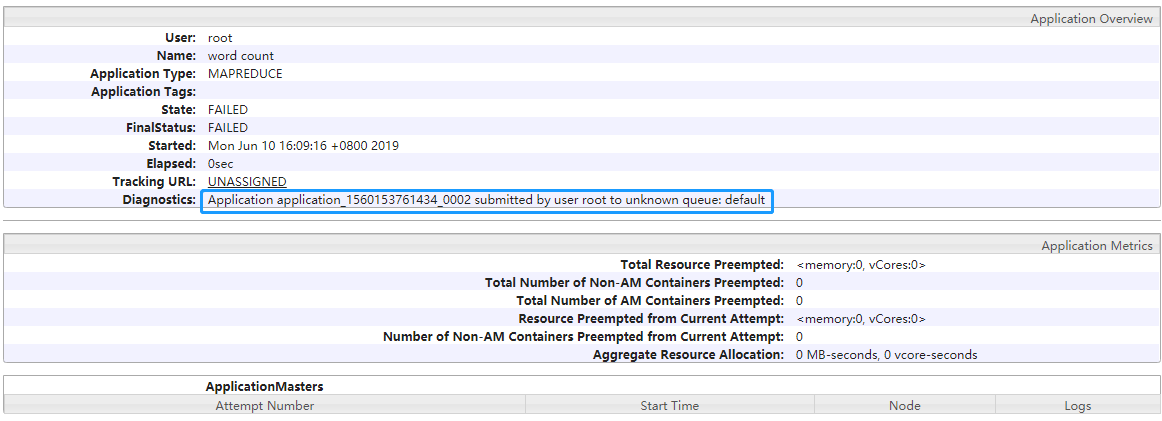 Application Overview
User: root
Name: word count
Application Type: MAPREDUCE
Application Tags:
State: FAILED
FinalStatus: FAILED
Started: Mon Jun 10 16:09:16 +0800 2019
Elapsed: 0sec
Tracking URL: UNASSIGNED
Diagnostics: Application application_1560153761434_0002 submitted by user root to unknown queue: default
Application Metrics
Total Resource Preempted: <memory:0, vCores:0>
Total Number of Non-AM Containers Preempted: 0
Total Number of AM Containers Preempted: 0
Resource Preempted from Current Attempt: <memory:0, vCores:0>
Number of Non-AM Containers Preempted from Current Attempt: 0
Aggregate Resource Allocation: 0 MB-seconds, 0 vcore-seconds
ApplicationMasters
Attempt Number Start Time Node Logs